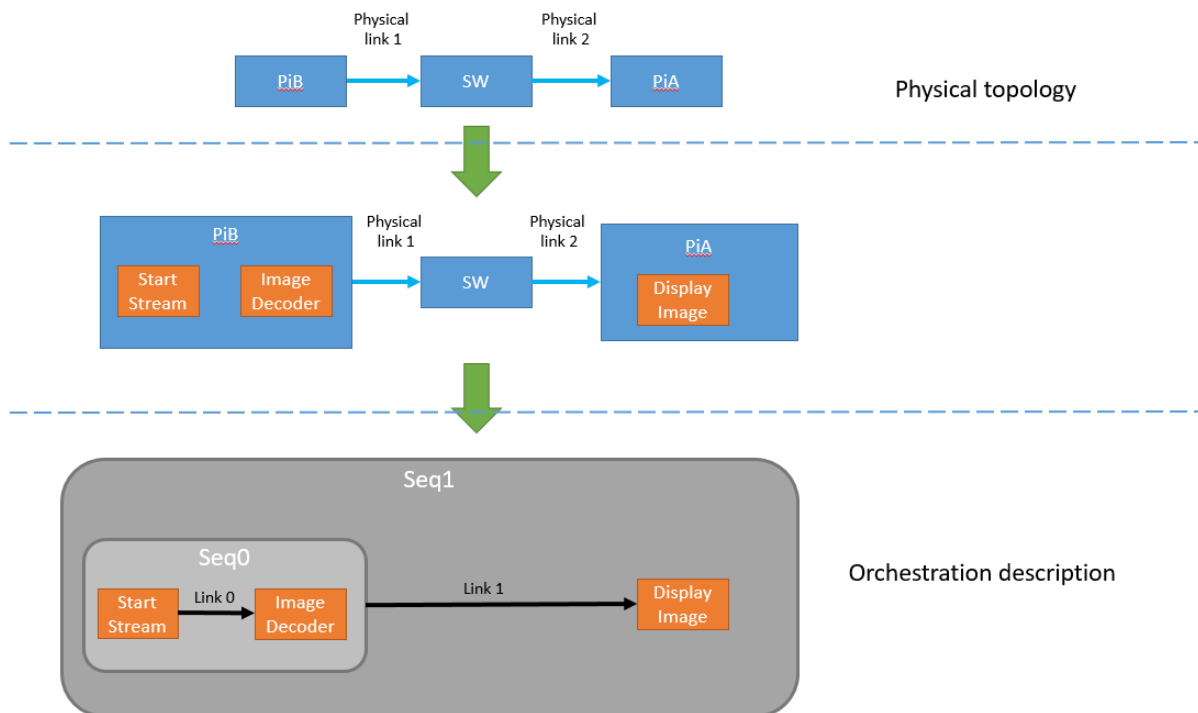 Physical
link 1
Physical
link 2
PiB
SW
PiA
Physical topology
PiB
Physical
link 1
Physical
link 2
PiA
SW
Start
Stream
Image
Decoder
Display
Image
Seq1
Seq0
Start
Stream
Link 0
Image
Decoder
Link 1
Display
Image
Orchestration description